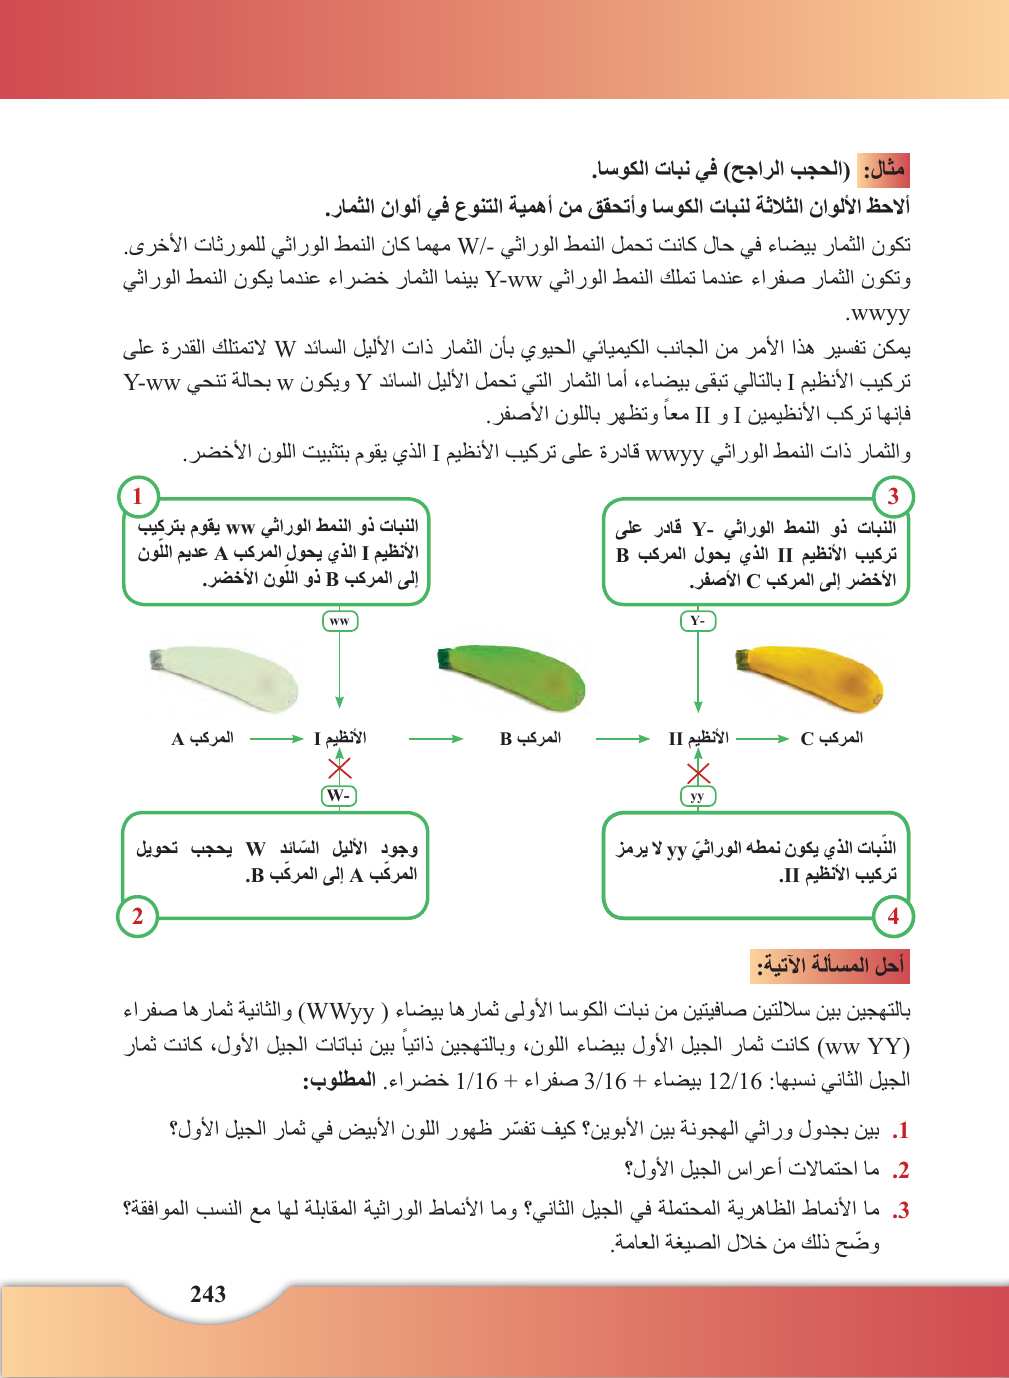 مثال: (الحجب الراجح) في نبات الكوسا.
ألاحظ الألوان الثلاثة لنبات الكوسا وأتحقق من أهمية التنوع في ألوان الثمار.
تكون الثمار بيضاء في حال كانت تحمل النمط الوراثي -/W مهما كان النمط الوراثي للمورثات الأخرى.
وتكون الثمار صفراء عندما تملك النمط الوراثي Y-ww بينما الثمار خضراء عندما يكون النمط الوراثي
wwyy.
يمكن تفسير هذا الأمر من الجانب الكيميائي الحيوي بأن الثمار ذات الأليل السائد W لاتمتلك القدرة على
تركيب الأنظيم I بالتالي تبقى بيضاء، أما الثمار التي تحمل الأليل السائد Y ويكون w بحالة تنحي Y-ww
فإنها تركب الأنظيمين I و II معاً وتظهر باللون الأصفر.
والثمار ذات النمط الوراثي wwyy قادرة على تركيب الأنظيم I الذي يقوم بتثبيت اللون الأخضر.
3
النبات ذو النمط الوراثي -Y قادر على
تركيب الأنظيم II الذي يحول المركب B
الأخضر إلى المركب C الأصفر.
1
النبات ذو النمط الوراثي ww يقوم بتركيب
الأنظيم I الذي يحول المركب A عديم اللّون
إلى المركب B ذو اللّون الأخضر.
Y-
ww
المركب A
الأنظيم I
المركب B
الأنظيم II
المركب C
W-
yy
وجود الأليل السّائد W يحجب تحويل
المركّب A إلى المركّب B.
2
النّبات الذي يكون نمطه الوراثيّ yy لا يرمز
تركيب الأنظيم II.
4
أحل المسألة الآتية:
بالتهجين بين سلالتين صافيتين من نبات الكوسا الأولى ثمارها بيضاء ( WWyy) والثانية ثمارها صفراء
(ww YY) كانت ثمار الجيل الأول بيضاء اللون، وبالتهجين ذاتياً بين نباتات الجيل الأول، كانت ثمار
الجيل الثاني نسبها: 12/16 بيضاء + 3/16 صفراء + 1/16 خضراء. المطلوب:
1. بين بجدول وراثي الهجونة بين الأبوين؟ كيف تفسّر ظهور اللون الأبيض في ثمار الجيل الأول؟
2. ما احتمالات أعراس الجيل الأول؟
3. ما الأنماط الظاهرية المحتملة في الجيل الثاني؟ وما الأنماط الوراثية المقابلة لها مع النسب الموافقة؟
وضّح ذلك من خلال الصيغة العامة.
243